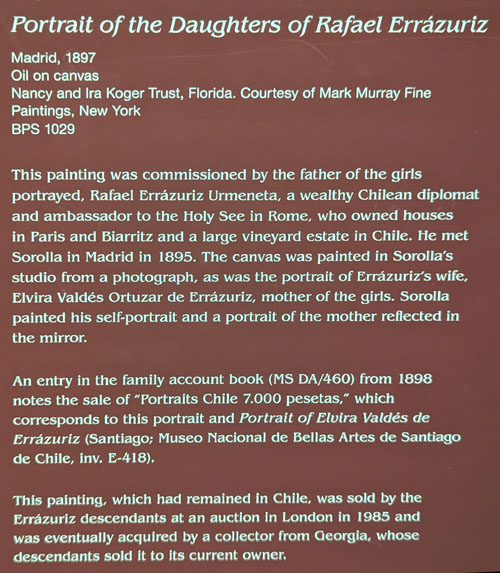 Portrait of the Daughters of Rafael Errázuriz
Madrid, 1897
Oil on canvas
Nancy and Ira Koger Trust, Florida. Courtesy of Mark Murray Fine
Paintings, New York
BPS 1029
This painting was commissioned by the father of the girls
portrayed, Rafael Errázuriz Urmeneta, a wealthy Chilean diplomat
and ambassador to the Holy See in Rome, who owned houses
in Paris and Biarritz and a large vineyard estate in Chile. He met
Sorolla in Madrid in 1895. The canvas was painted in Sorolla's
studio from a photograph, as was the portrait of Errázuriz's wife,
Elvira Valdés Ortuzar de Errázuriz, mother of the girls. Sorolla
painted his self-portrait and a portrait of the mother reflected in
the mirror.
An entry in the family account book (MS DA/460) from 1898
notes the sale of "Portraits Chile 7.000 pesetas," which
corresponds to this portrait and Portrait of Elvira Valdés de
Errázuriz (Santiago; Museo Nacional de Bellas Artes de Santiago
de Chile, inv. E-418).
This painting, which had remained in Chile, was sold by the
Errázuriz descendants at an auction in London in 1985 and
was eventually acquired by a collector from Georgia, whose
descendants sold it to its current owner.